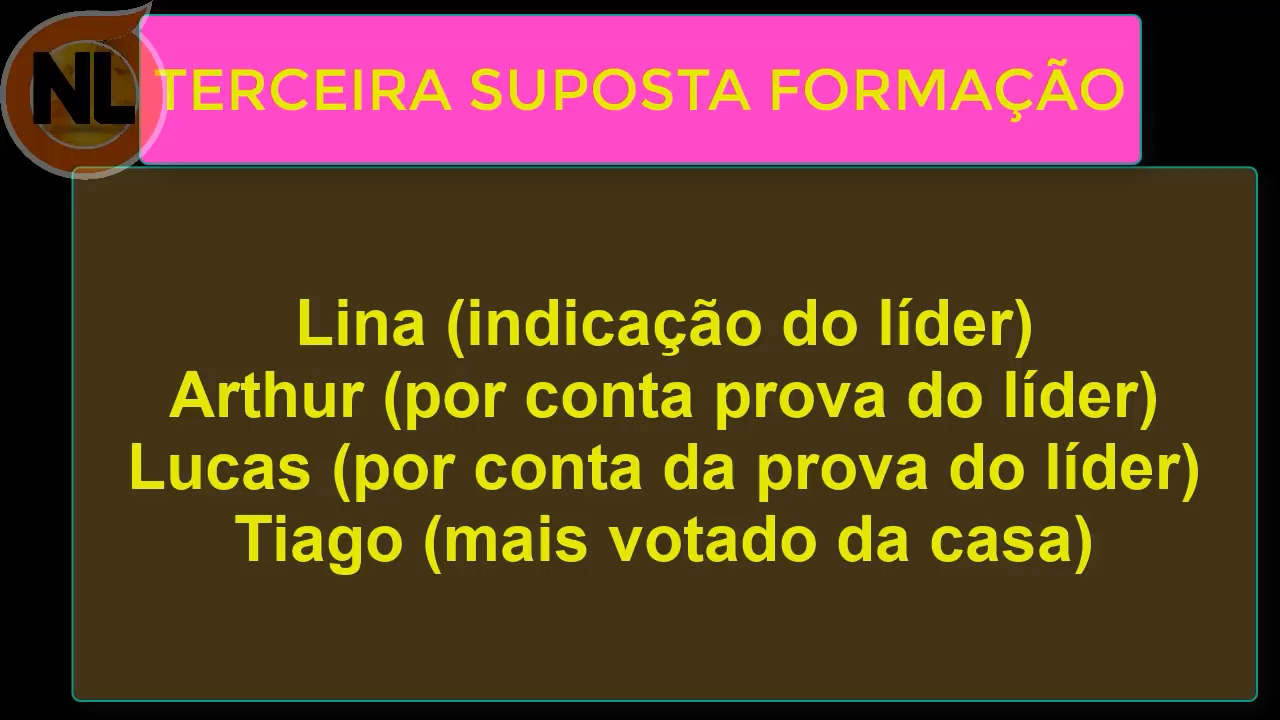 NL
TERCEIRA SUPOSTA FORMAÇÃO
Lina (indicação do líder)
Arthur (por conta prova do líder)
Lucas (por conta da prova do líder)
Tiago (mais votado da casa)